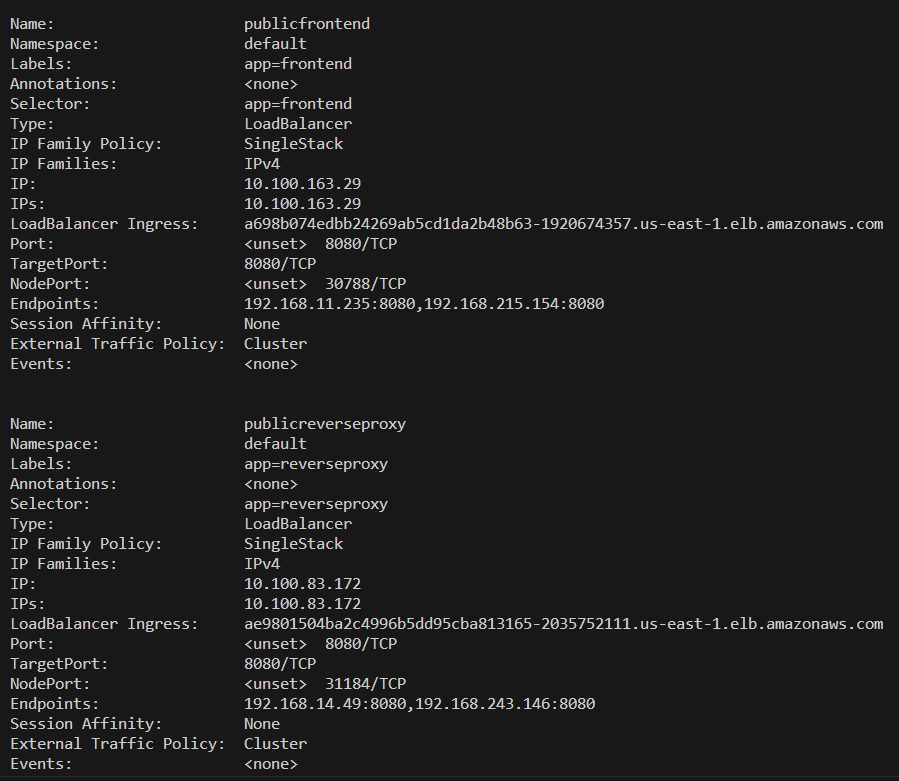 Name: publicfrontend
Namespace: default
Labels: app=frontend
Annotations: <none>
Selector: app=frontend
Type: LoadBalancer
IP Family Policy: SingleStack
IP Families: IPv4
IP: 10.100.163.29
IPs: 10.100.163.29
LoadBalancer Ingress: a698b074edbb24269ab5cd1da2b48b63-1920674357.us-east-1.elb.amazonaws.com
Port: <unset> 8080/TCP
TargetPort: 8080/TCP
NodePort: <unset> 30788/TCP
Endpoints: 192.168.11.235:8080,192.168.215.154:8080
Session Affinity: None
External Traffic Policy: Cluster
Events: <none>
Name: publicreverseproxy
Namespace: default
Labels: app=reverseproxy
Annotations: <none>
Selector: app=reverseproxy
Type: LoadBalancer
IP Family Policy: SingleStack
IP Families: IPv4
IP: 10.100.83.172
IPs: 10.100.83.172
LoadBalancer Ingress: ae9801504ba2c4996b5dd95cba813165-2035752111.us-east-1.elb.amazonaws.com
Port: <unset> 8080/TCP
TargetPort: 8080/TCP
NodePort: <unset> 31184/TCP
Endpoints: 192.168.14.49:8080,192.168.243.146:8080
Session Affinity: None
External Traffic Policy: Cluster
Events: <none>